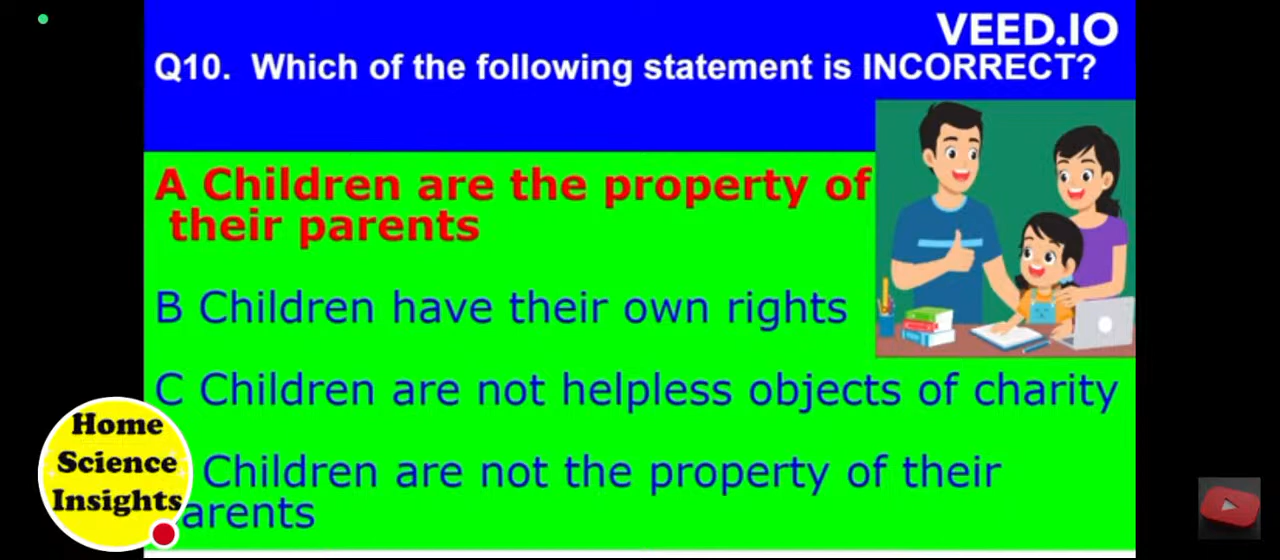 VEED.IO
Q10. Which of the following statement is INCORRECT?
A Children are the property of
their parents
B Children have their own rights
C Children are not helpless objects of charity
Children are not the property of their
arents
Home
Science
Insights